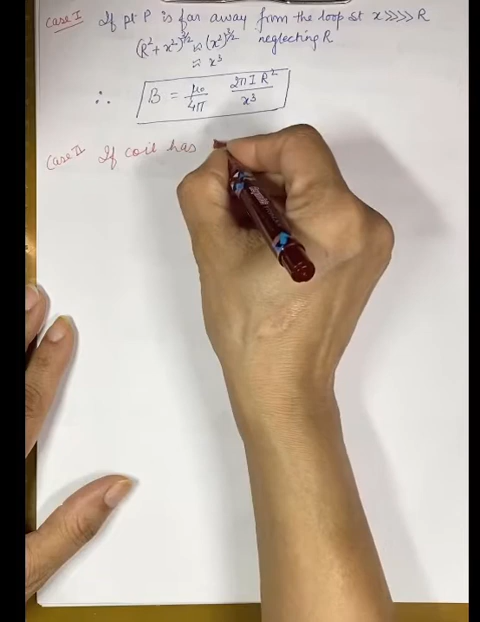 Case I If pt P is far away from the loop st x >>>> R
(R² + x²)^3/2 ≈ (x²)^3/2 neglecting R
≈ x³
∴ B = μ₀/4π 2πIR²/x³
Case II If coil has